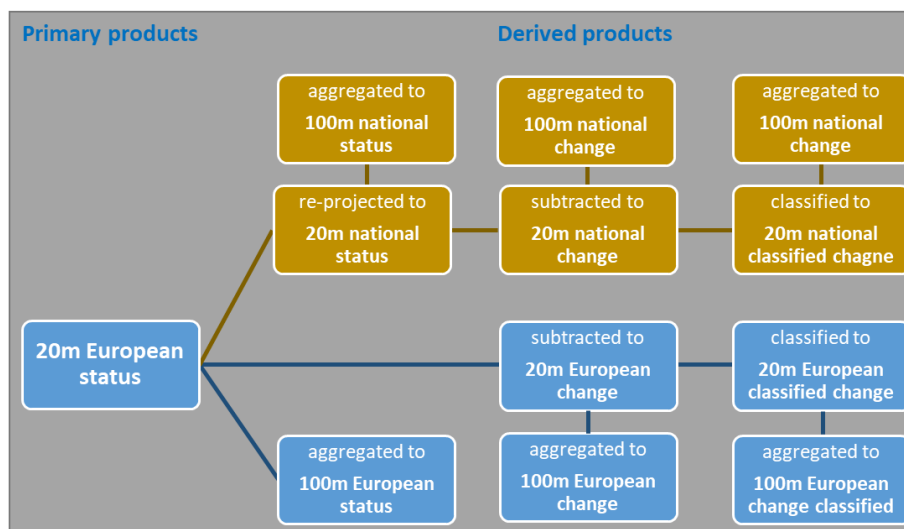 Primary products
Derived products
aggregated to
100m national
status
aggregated to
100m national
change
aggregated to
100m national
change
re-projected to
20m national
status
subtracted to
20m national
change
classified to
20m national
classified chagne
20m European
status
subtracted to
20m European
change
classified to
20m European
classified change
aggregated to
100m European
status
aggregated to
100m European
change
aggregated to
100m European
change classified